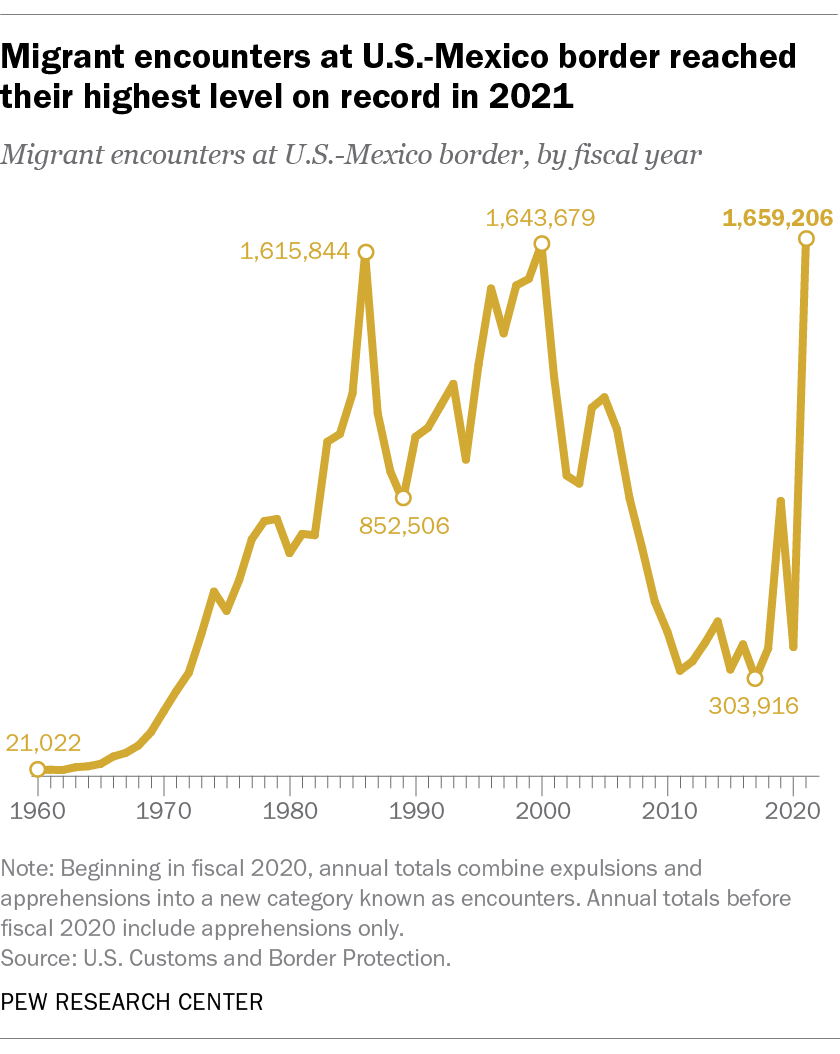 Migrant encounters at U.S.-Mexico border reached
their highest level on record in 2021
Migrant encounters at U.S.-Mexico border, by fiscal year
1,615,844
1,643,679
1,659,206
852,506
303,916
21,022
1960 1970 1980 1990 2000 2010 2020
Note: Beginning in fiscal 2020, annual totals combine expulsions and
apprehensions into a new category known as encounters. Annual totals before
fiscal 2020 include apprehensions only.
Source: U.S. Customs and Border Protection.
PEW RESEARCH CENTER